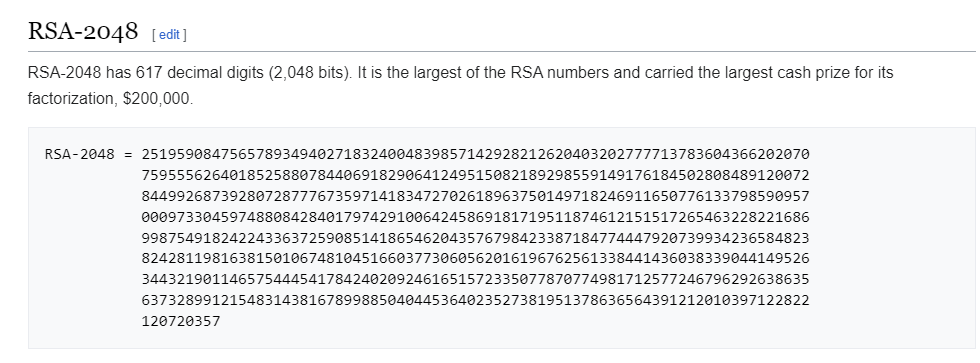 RSA-2048 [ edit ]
RSA-2048 has 617 decimal digits (2,048 bits). It is the largest of the RSA numbers and carried the largest cash prize for its
factorization, $200,000.
RSA-2048 = 2519590847565789349402718324004839857142928212620403202777713783604366202070
7595556264018525880784406918290641249515082189298559149176184502808489120072
8449926873928072877767359714183472702618963750149718246911650776133798590957
0009733045974880842840179742910064245869181719511874612151517265463228221686
9987549182422433637259085141865462043576798423387184774447920739934236584823
8242811981638150106748104516603773060562016196762561338441436038339044149526
3443219011465754445417842402092461651572335077870774981712577246796292638635
6373289912154831438167899885040445364023527381951378636564391212010397122822
120720357